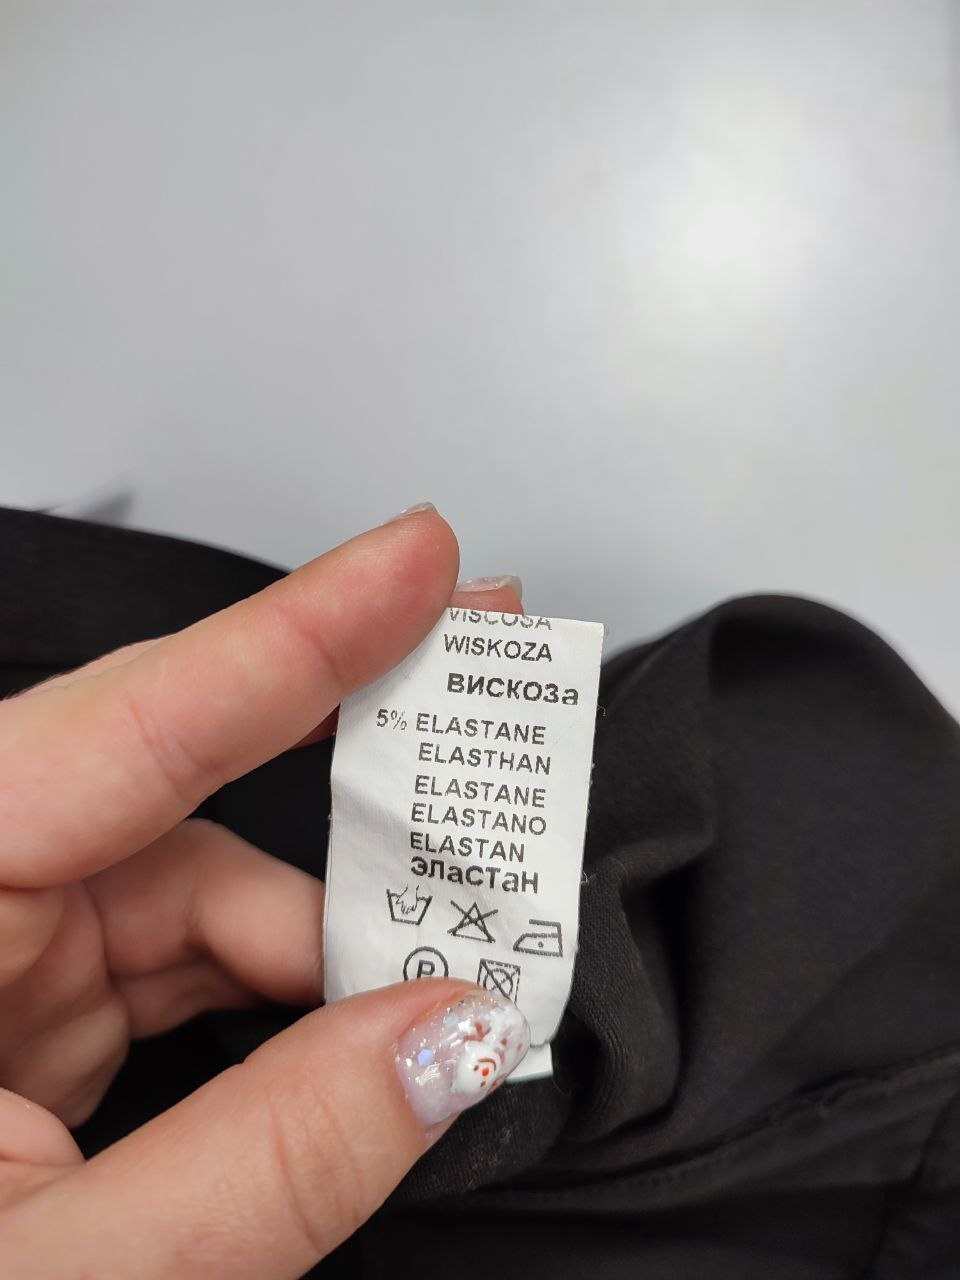 VISCOSA
WISKOZA
вискоза
5% ELASTANE
ELASTHAN
ELASTANE
ELASTANO
ELASTAN
эластан
P